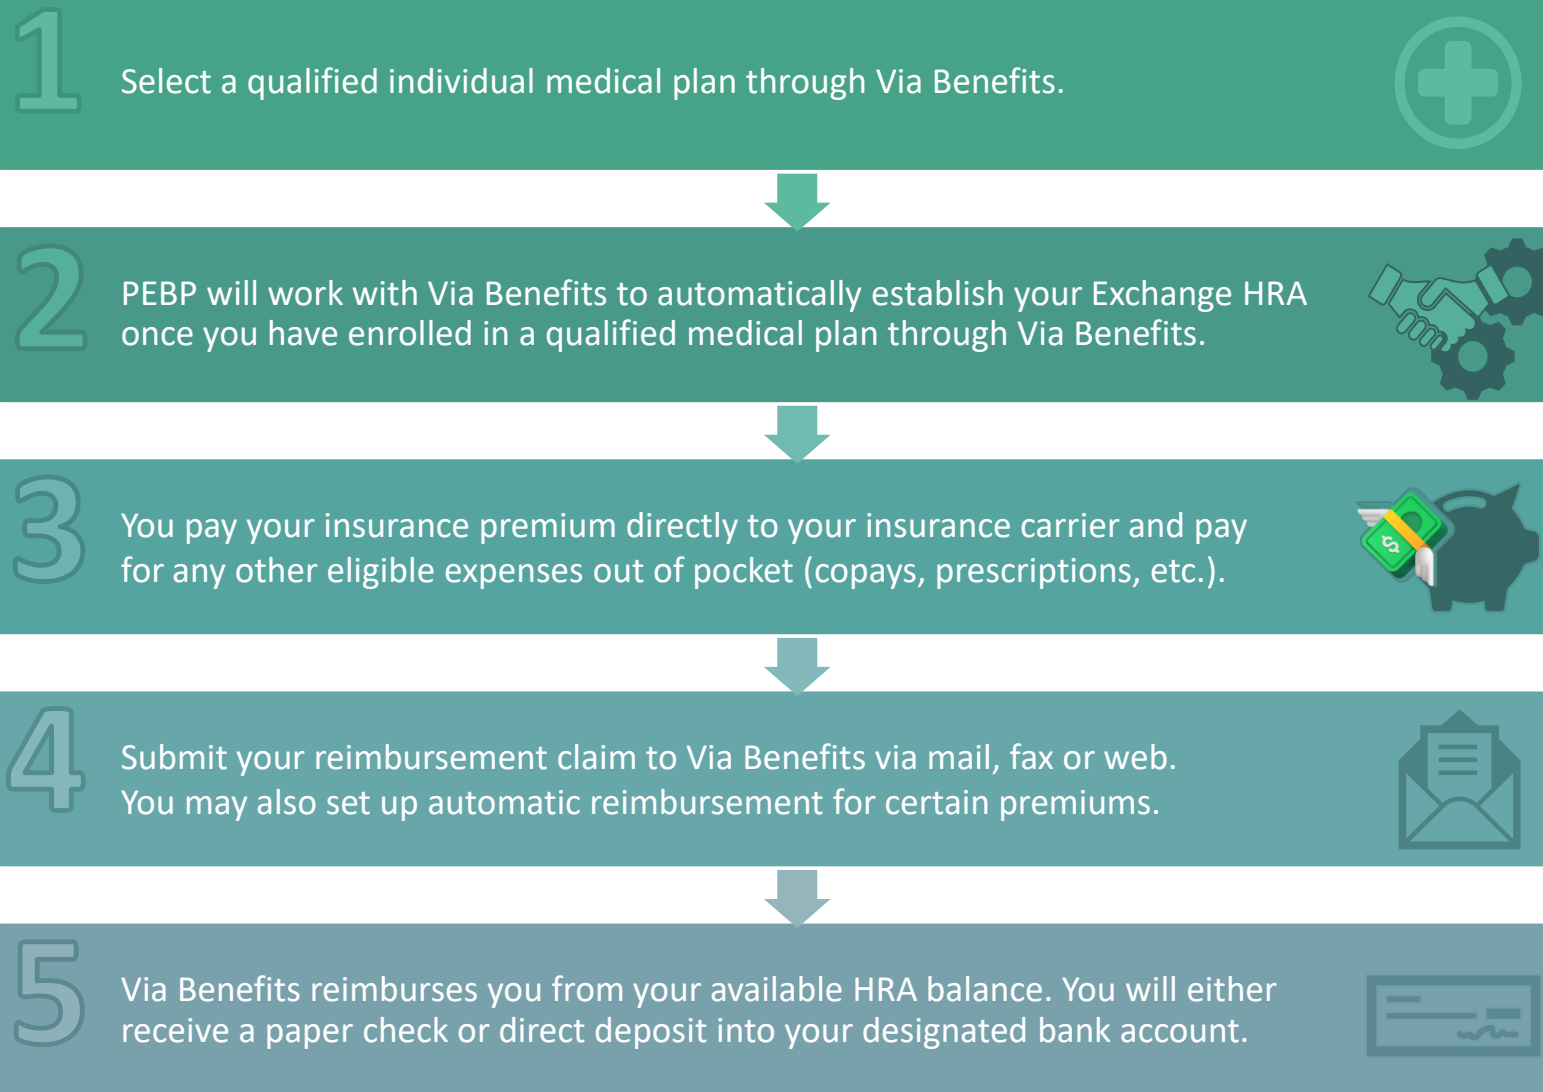 1
Select a qualified individual medical plan through Via Benefits.
2
PEBP will work with Via Benefits to automatically establish your Exchange HRA
once you have enrolled in a qualified medical plan through Via Benefits.
3
You pay your insurance premium directly to your insurance carrier and pay
for any other eligible expenses out of pocket (copays, prescriptions, etc.).
$
4
Submit your reimbursement claim to Via Benefits via mail, fax or web.
You may also set up automatic reimbursement for certain premiums.
5
Via Benefits reimburses you from your available HRA balance. You will either
receive a paper check or direct deposit into your designated bank account.